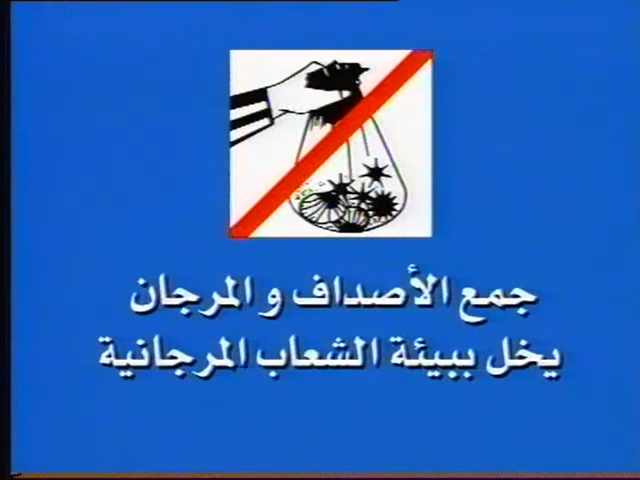 جمع الأصداف و المرجان
يخل ببيئة الشعاب المرجانية